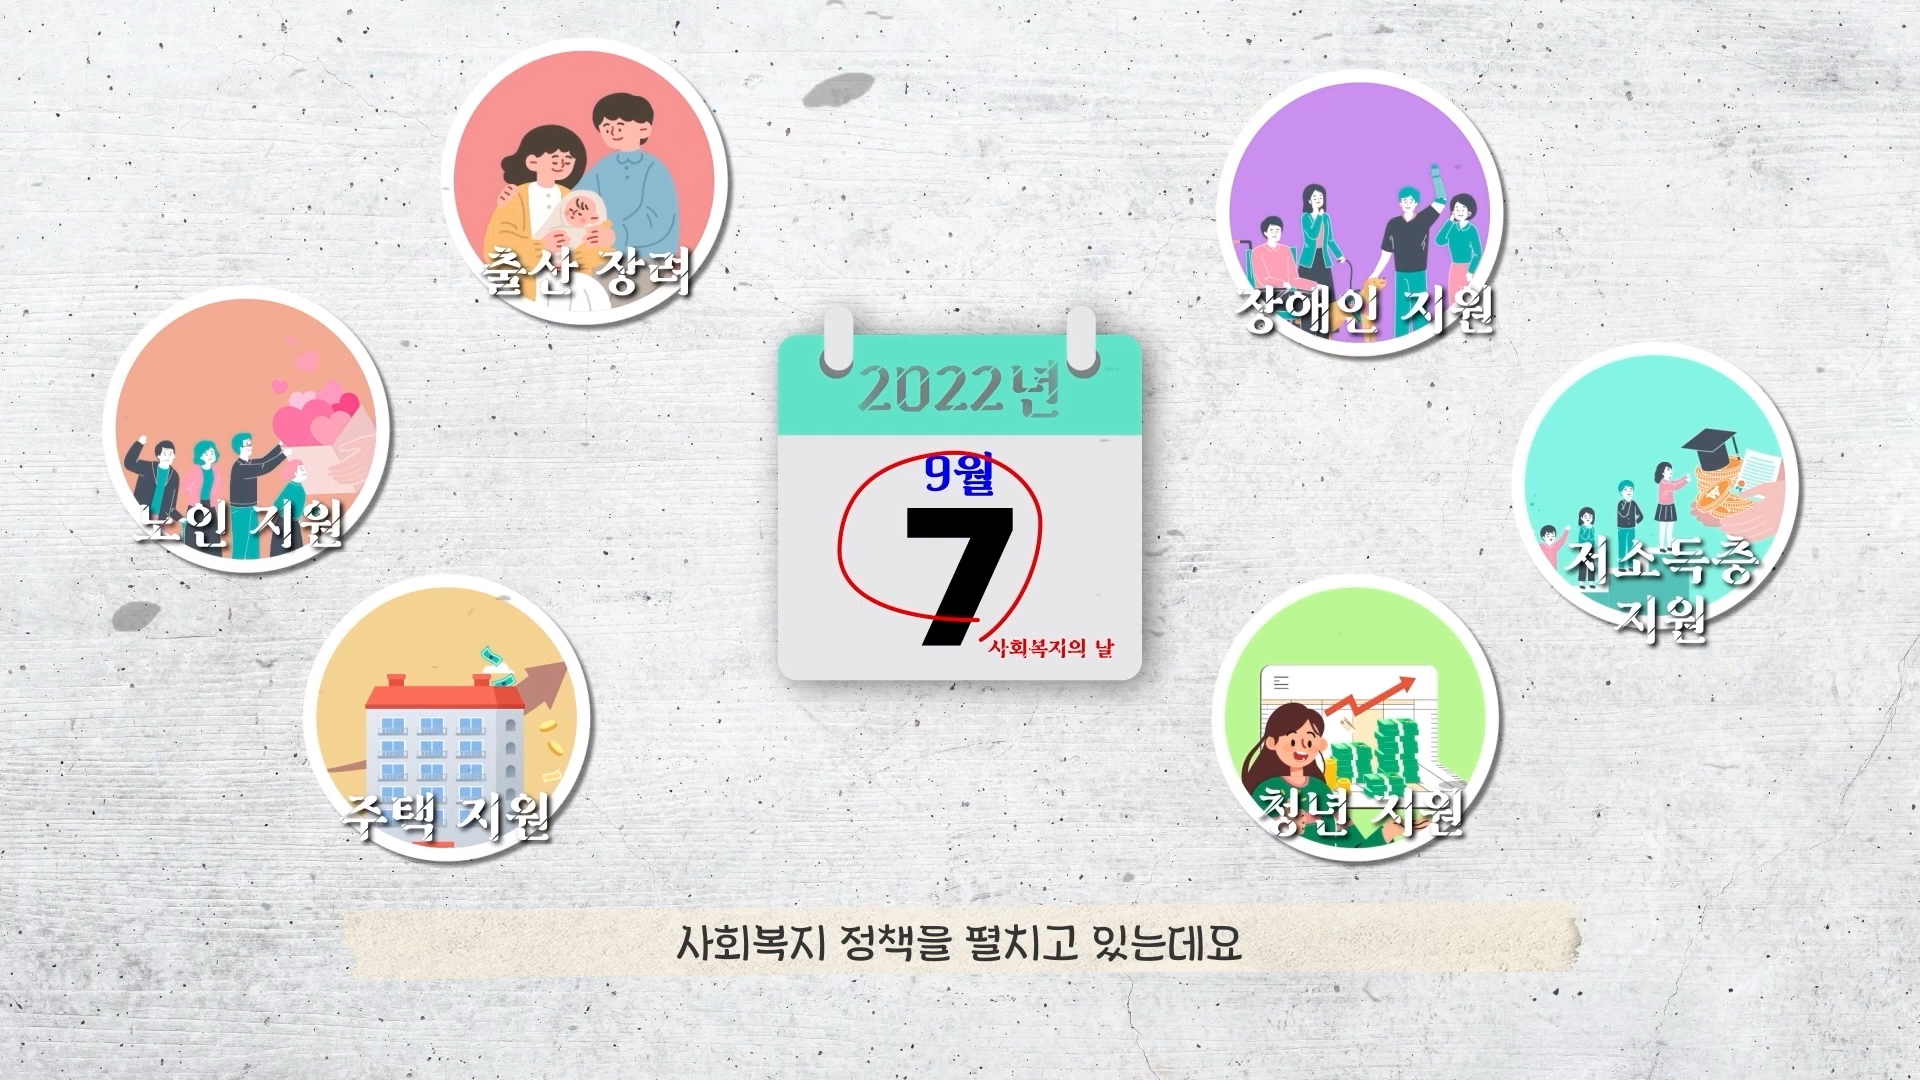 출산 장려
장애인 지원
노인 지원
2022년
9월
7
사회복지의 날
저소득층
지원
주택 지원
청년 지원
사회복지 정책을 펼치고 있는데요